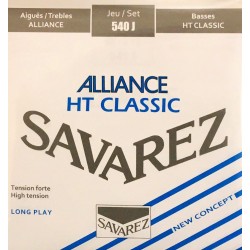 Aiguës/Trebles
ALLIANCE
Jeu/Set
540 J
Basses
HT CLASSIC
ALLIANCE
HT CLASSIC
SAVAREZ
Tension forte
High tension
LONG PLAY
SAVAREZ
NEW CONCEPT